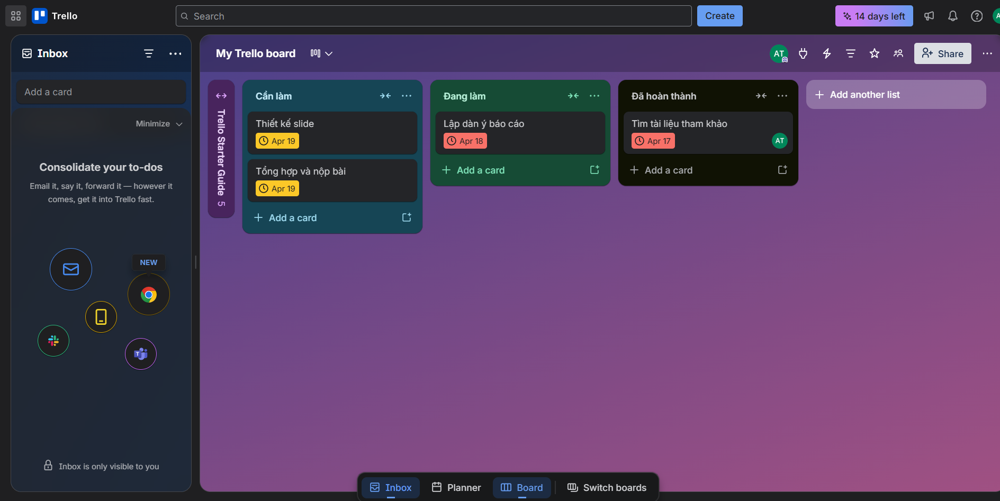 Trello
Search
Create
14 days left
A
Inbox
Add a card
Minimize
Consolidate your to-dos
Email it, say it, forward it — however it
comes, get it into Trello fast.
NEW
T
Inbox is only visible to you
My Trello board
AT
Share
Trello Starter Guide 5
Cần làm
Thiết kế slide
Apr 19
Tổng hợp và nộp bài
Apr 19
Add a card
Đang làm
Lập dàn ý báo cáo
Apr 18
Add a card
Đã hoàn thành
Tìm tài liệu tham khảo
Apr 17
AT
Add a card
Add another list
Inbox
Planner
Board
Switch boards